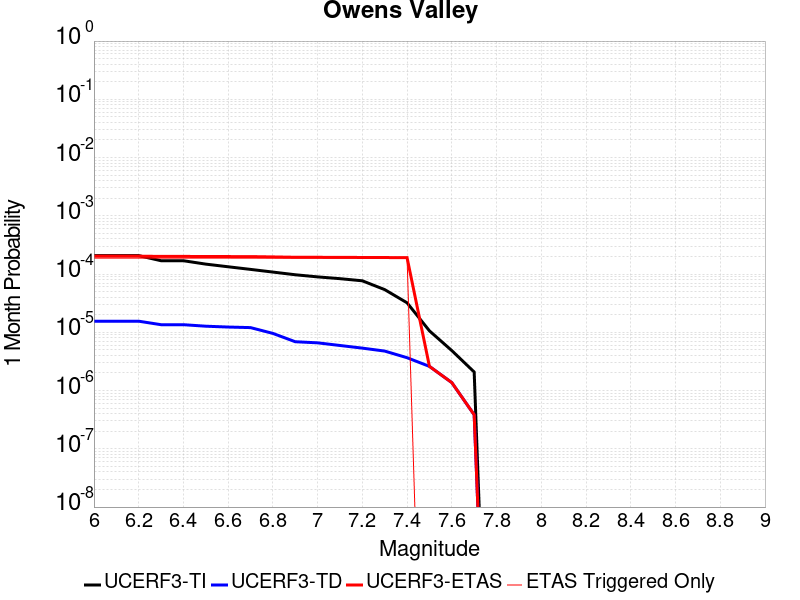 Owens Valley
10^0
10^-1
10^-2
10^-3
10^-4
10^-5
10^-6
10^-7
10^-8
1 Month Probability
6 6.2 6.4 6.6 6.8 7 7.2 7.4 7.6 7.8 8 8.2 8.4 8.6 8.8 9
Magnitude
UCERF3-TI UCERF3-TD UCERF3-ETAS ETAS Triggered Only